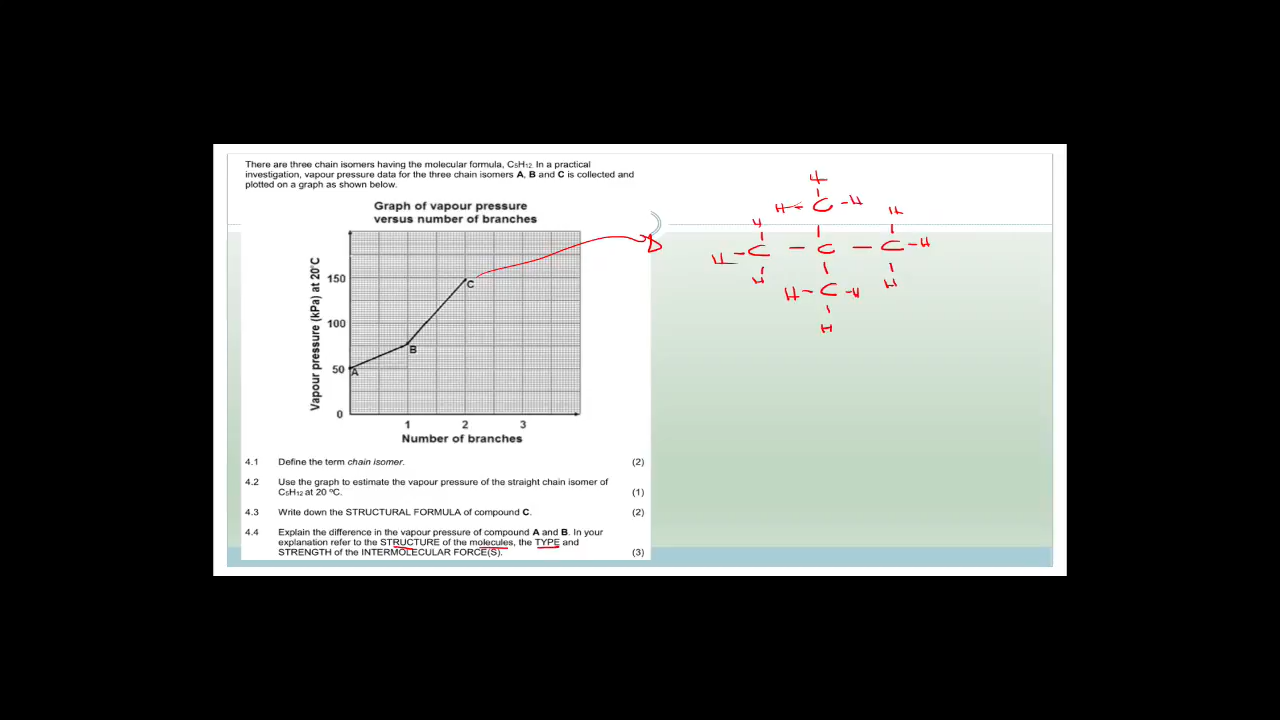 There are three chain isomers having the molecular formula, C₅H₁₂. In a practical
investigation, vapour pressure data for the three chain isomers A, B and C is collected and
plotted on a graph as shown below.
Graph of vapour pressure
versus number of branches
Vapour pressure (kPa) at 20°C
150
100
50
0
A
B
C
1 2 3
Number of branches
4.1 Define the term chain isomer. (2)
4.2 Use the graph to estimate the vapour pressure of the straight chain isomer of
C₅H₁₂ at 20 ºC. (1)
4.3 Write down the STRUCTURAL FORMULA of compound C. (2)
4.4 Explain the difference in the vapour pressure of compound A and B. In your
explanation refer to the STRUCTURE of the molecules, the TYPE and
STRENGTH of the INTERMOLECULAR FORCE(S). (3)
H
H - C - H
H H
H - C - C - C - H
H H
H - C - H
H